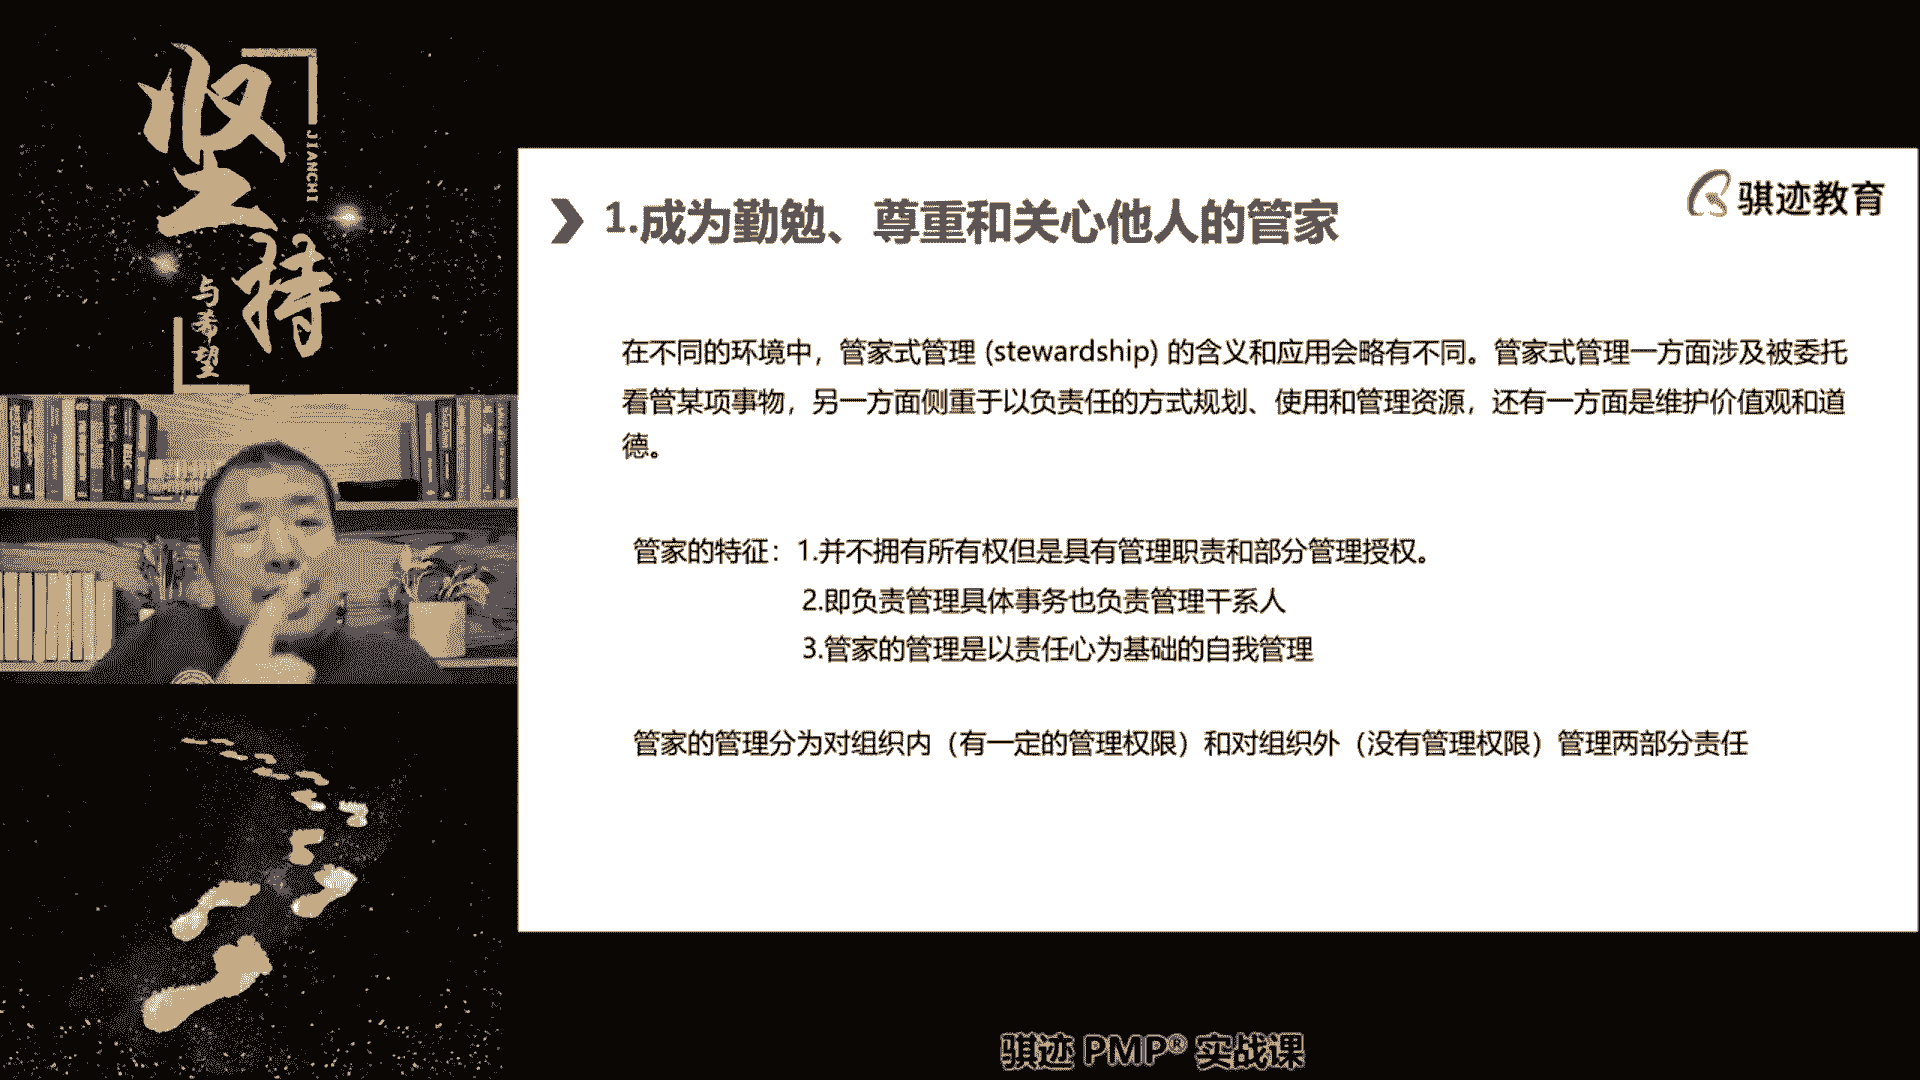 坚持
JIANCHI
与希望
骐迹教育
1.成为勤勉、尊重和关心他人的管家
在不同的环境中，管家式管理 (stewardship) 的含义和应用会略有不同。管家式管理一方面涉及被委托
看管某项事物，另一方面侧重于以负责任的方式规划、使用和管理资源，还有一方面是维护价值观和道
德。
管家的特征：1.并不拥有所有权但是具有管理职责和部分管理授权。
2.即负责管理具体事务也负责管理干系人
3.管家的管理是以责任心为基础的自我管理
管家的管理分为对组织内（有一定的管理权限）和对组织外（没有管理权限）管理两部分责任
骐迹 PMP® 实战课